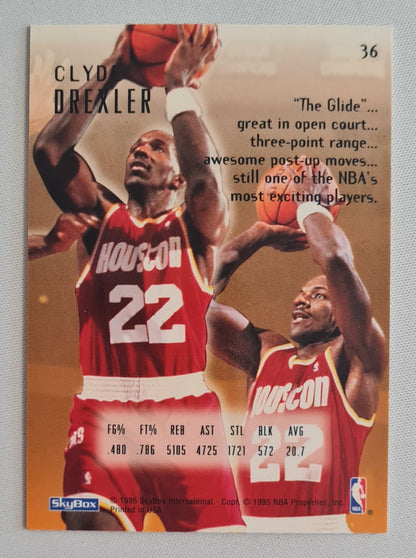 36
CLYDE
DREXLER
"The Glide"...
great in open court...
three-point range...
awesome post-up moves...
still one of the NBA's
most exciting players.
HOUSTON
22
HOUSTON
22
FG% FT% REB AST STL BLK AVG
.480 .786 5105 4725 1721 572 20.7
SkyBox
© 1995 SkyBox International. Copr. © 1995 NBA Properties, Inc.
Printed in USA
NBA
®